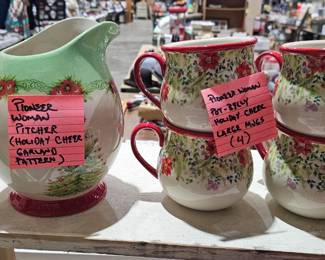 PIONEER
WOMAN
PITCHER
(HOLIDAY CHEER
GARLAND
PATTERN)
PIONEER WOMAN
POT-BELLY
HOLIDAY CHEER
LARGE MUGS
(4)